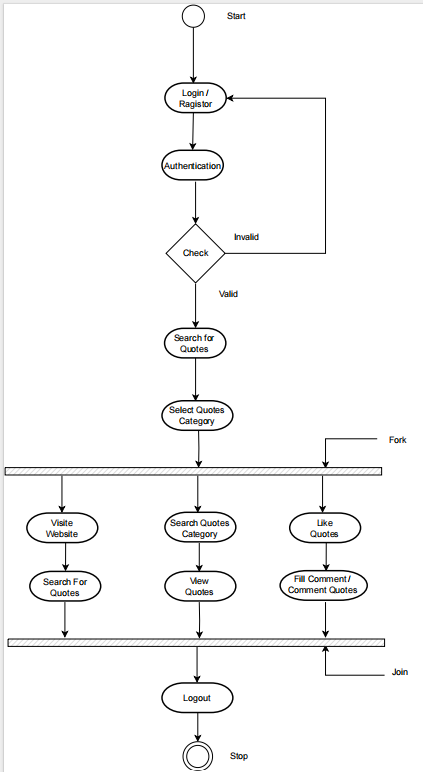 Start
Login /
Ragistor
Authentication
Invalid
Check
Valid
Search for
Quotes
Select Quotes
Category
Fork
Visite
Website
Search Quotes
Category
Like
Quotes
Search For
Quotes
View
Quotes
Fill Comment /
Comment Quotes
Join
Logout
Stop